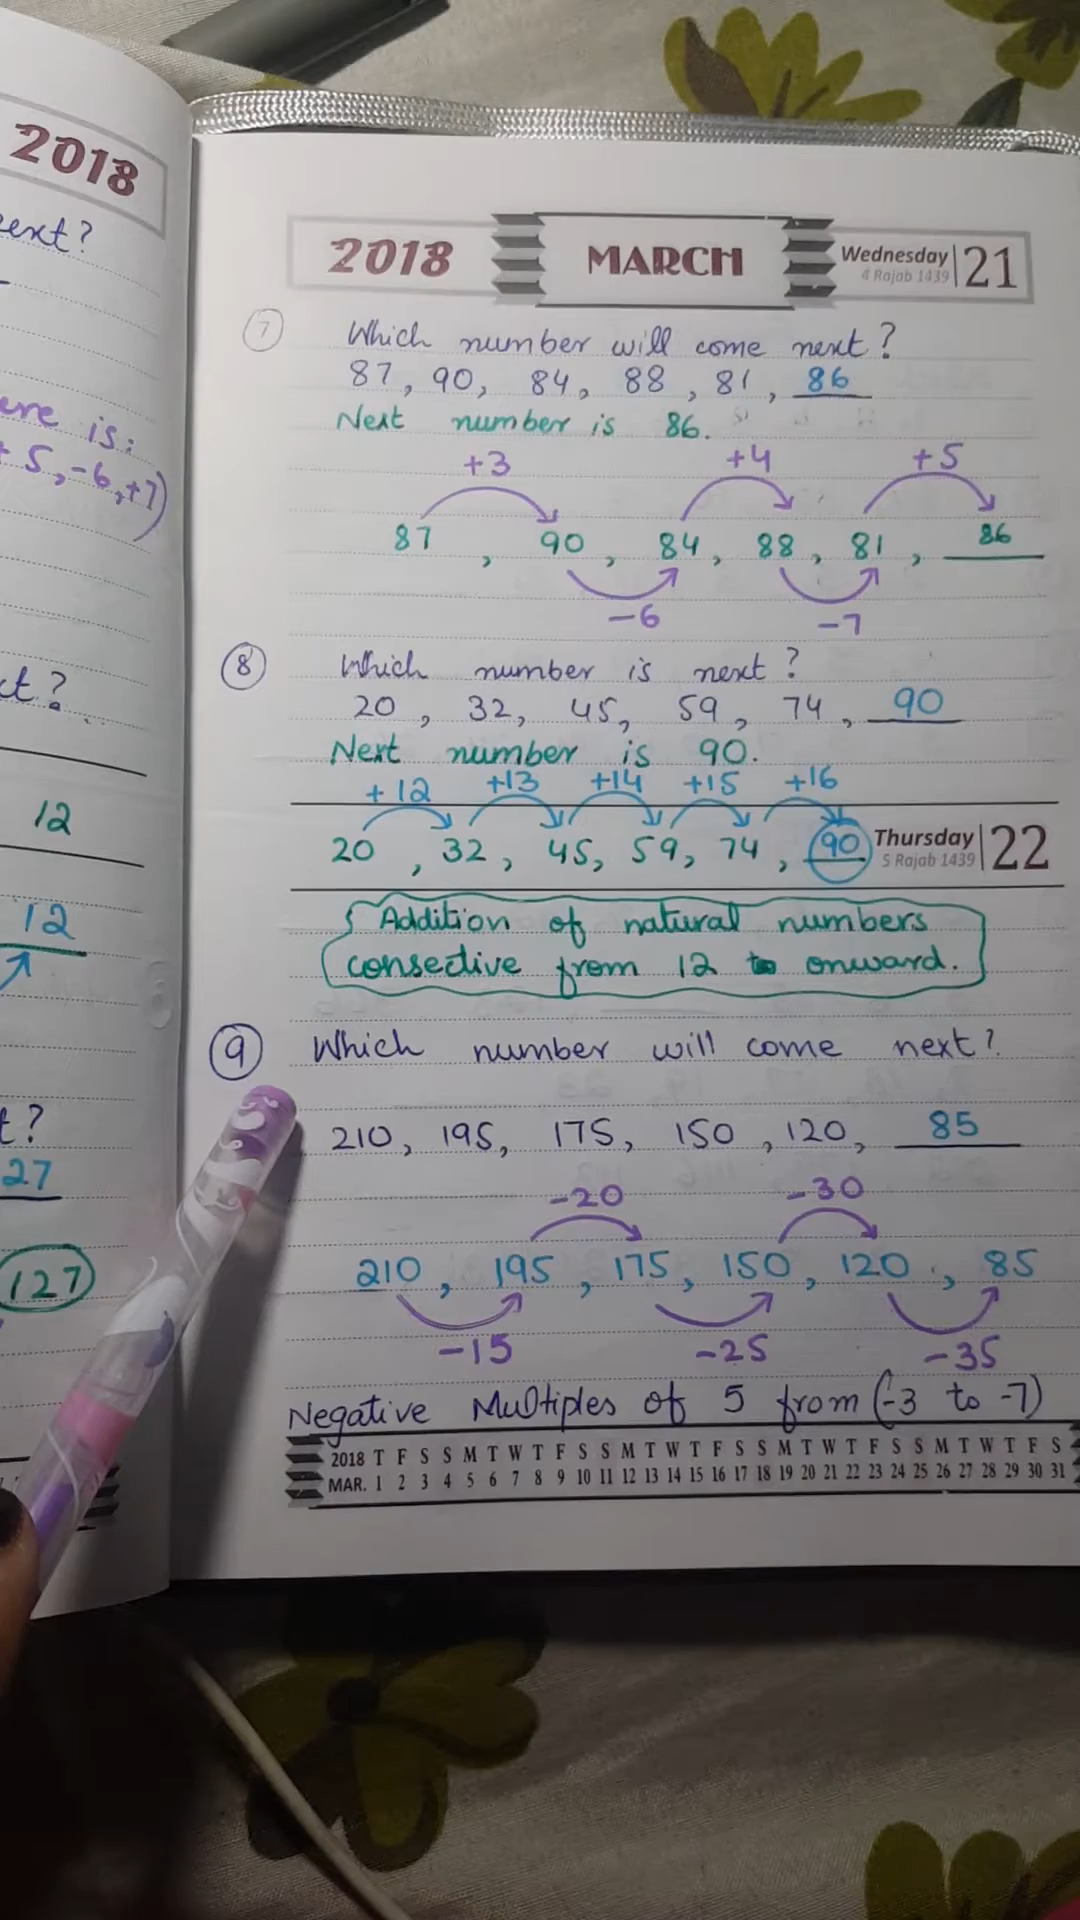 2018
ext?
ere is:
+5,-6,+7)
t?
12
12
t?
27
127
2018 MARCH Wednesday 21
4 Rajab 1439
7 Which number will come next?
87, 90, 84, 88, 81, 86
Next number is 86.
+3 +4 +5
87, 90, 84, 88, 81, 86
-6 -7
8 Which number is next?
20, 32, 45, 59, 74, 90
Next number is 90.
+12 +13 +14 +15 +16
20, 32, 45, 59, 74, 90 Thursday 22
5 Rajab 1439
Addition of natural numbers
consective from 12 to onward.
9 Which number will come next?
210, 195, 175, 150, 120, 85
-20 -30
210, 195, 175, 150, 120, 85
-15 -25 -35
Negative Multiples of 5 from (-3 to -7)
2018 T F S S M T W T F S S M T W T F S S M T W T F S S M T W T F S
MAR. 1 2 3 4 5 6 7 8 9 10 11 12 13 14 15 16 17 18 19 20 21 22 23 24 25 26 27 28 29 30 31